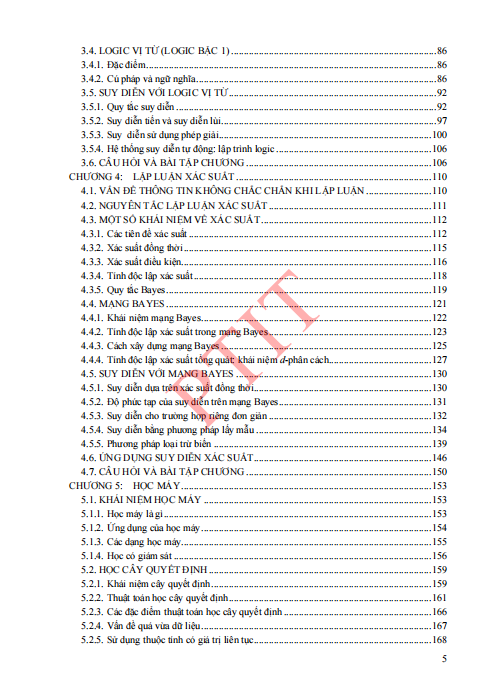 3.4. LOGIC VỊ TỪ (LOGIC BẬC 1) ........ 86
3.4.1. Đặc điểm ........ 86
3.4.2. Cú pháp và ngữ nghĩa ........ 86
3.5. SUY DIỄN VỚI LOGIC VỊ TỪ ........ 92
3.5.1. Quy tắc suy diễn ........ 92
3.5.2. Suy diễn tiến và suy diễn lùi ........ 97
3.5.3. Suy diễn sử dụng phép giải ........ 100
3.5.4. Hệ thống suy diễn tự động: lập trình logic ........ 106
3.6. CÂU HỎI VÀ BÀI TẬP CHƯƠNG ........ 106
CHƯƠNG 4: LẬP LUẬN XÁC SUẤT ........ 110
4.1. VẤN ĐỀ THÔNG TIN KHÔNG CHẮC CHẮN KHI LẬP LUẬN ........ 110
4.2. NGUYÊN TẮC LẬP LUẬN XÁC SUẤT ........ 111
4.3. MỘT SỐ KHÁI NIỆM VỀ XÁC SUẤT ........ 112
4.3.1. Các tiên đề xác suất ........ 112
4.3.2. Xác suất đồng thời ........ 115
4.3.3. Xác suất điều kiện ........ 116
4.3.4. Tính độc lập xác suất ........ 118
4.3.5. Quy tắc Bayes ........ 119
4.4. MẠNG BAYES ........ 121
4.4.1. Khái niệm mạng Bayes ........ 122
4.4.2. Tính độc lập xác suất trong mạng Bayes ........ 123
4.4.3. Cách xây dựng mạng Bayes ........ 125
4.4.4. Tính độc lập xác suất tổng quát: khái niệm d-phân cách ........ 127
4.5. SUY DIỄN VỚI MẠNG BAYES ........ 130
4.5.1. Suy diễn dựa trên xác suất đồng thời ........ 130
4.5.2. Độ phức tạp của suy diễn trên mạng Bayes ........ 131
4.5.3. Suy diễn cho trường hợp riêng đơn giản ........ 132
4.5.4. Suy diễn bằng phương pháp lấy mẫu ........ 134
4.5.5. Phương pháp loại trừ biến ........ 139
4.6. ỨNG DỤNG SUY DIỄN XÁC SUẤT ........ 146
4.7. CÂU HỎI VÀ BÀI TẬP CHƯƠNG ........ 150
CHƯƠNG 5: HỌC MÁY ........ 153
5.1. KHÁI NIỆM HỌC MÁY ........ 153
5.1.1. Học máy là gì ........ 153
5.1.2. Ứng dụng của học máy ........ 154
5.1.3. Các dạng học máy ........ 155
5.1.4. Học có giám sát ........ 156
5.2. HỌC CÂY QUYẾT ĐỊNH ........ 159
5.2.1. Khái niệm cây quyết định ........ 159
5.2.2. Thuật toán học cây quyết định ........ 161
5.2.3. Các đặc điểm thuật toán học cây quyết định ........ 166
5.2.4. Vấn đề quá vừa dữ liệu ........ 167
5.2.5. Sử dụng thuộc tính có giá trị liên tục ........ 168
5
PTIT